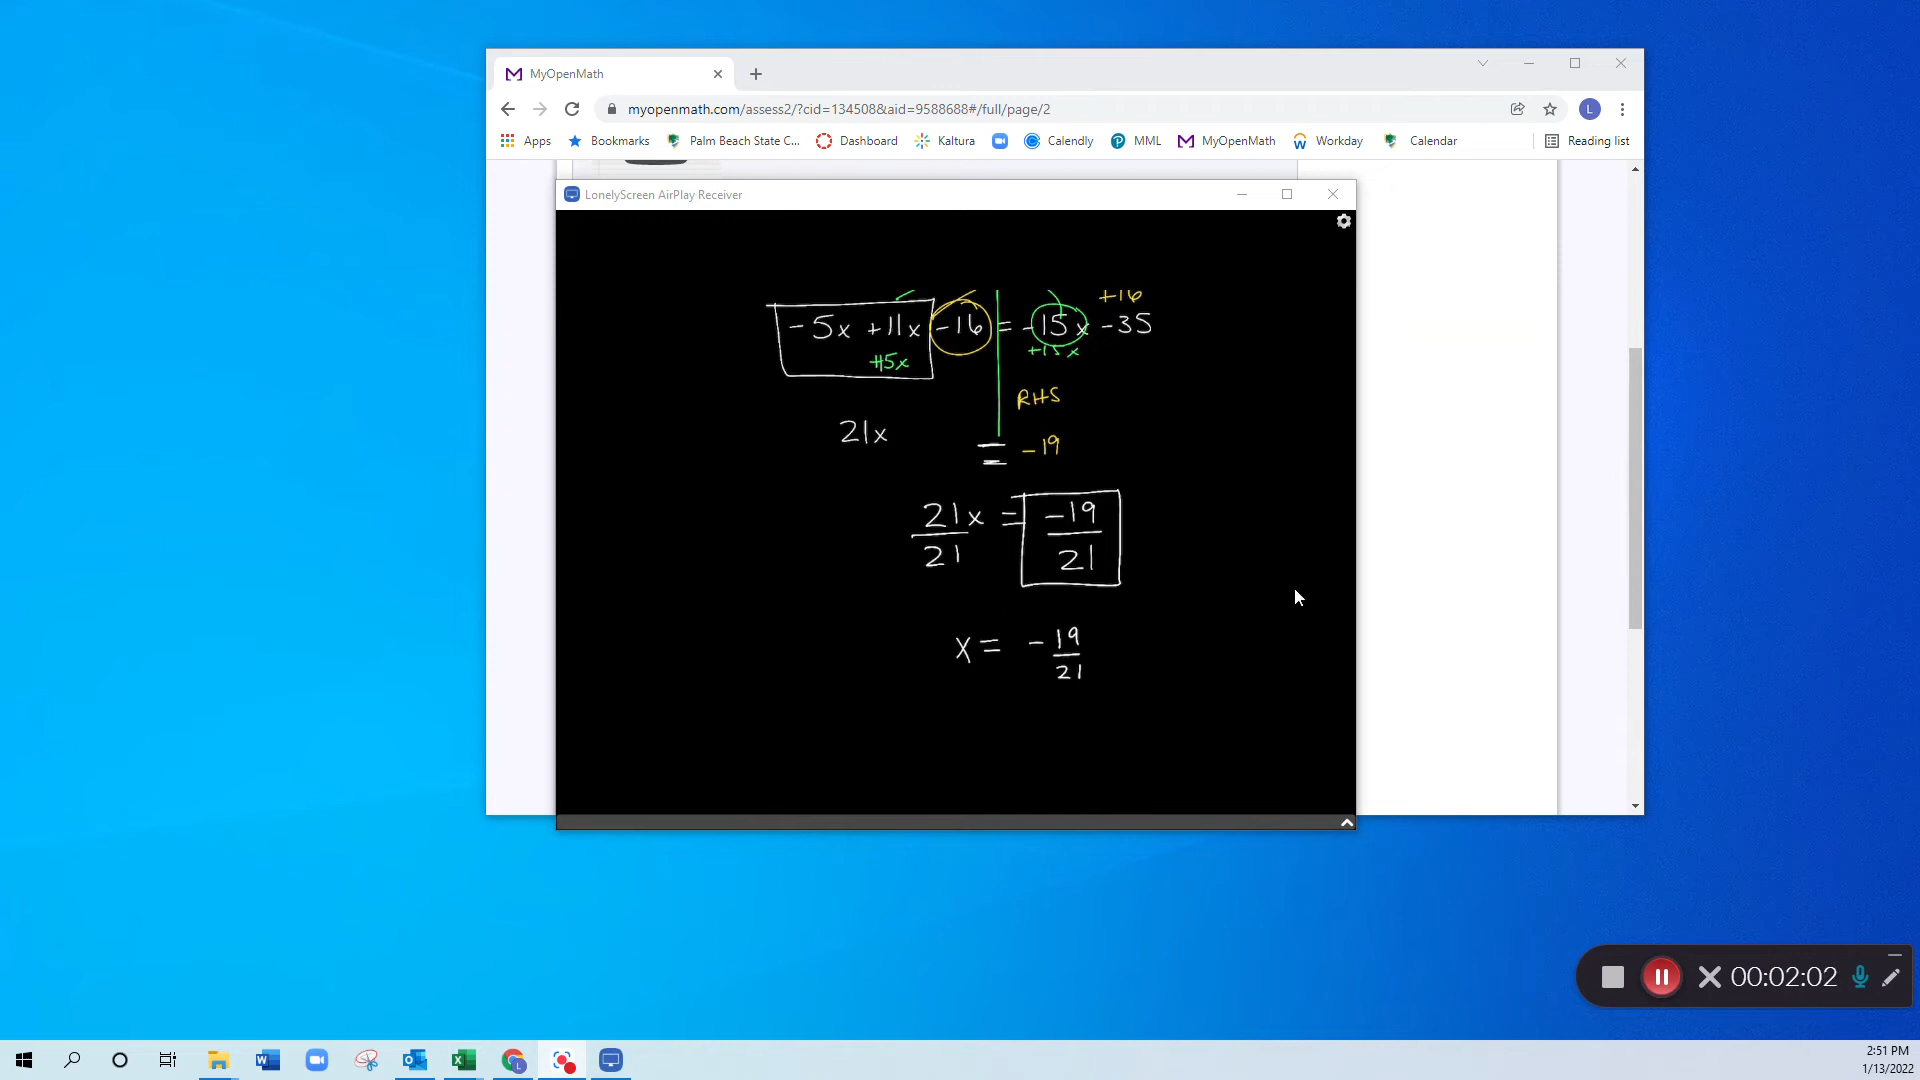 MyOpenMath
myopenmath.com/assess2/?cid=134508&aid=9588688#/full/page/2
L
Apps Bookmarks Palm Beach State C... Dashboard Kaltura Calendly MML MyOpenMath Workday Calendar Reading list
LonelyScreen AirPlay Receiver
+16
-5x +11x -16 = -15x -35
+15x +15x
RHS
21x = -19
21x = -19
21 21
x = - 19
21
00:02:02
2:51 PM
1/13/2022